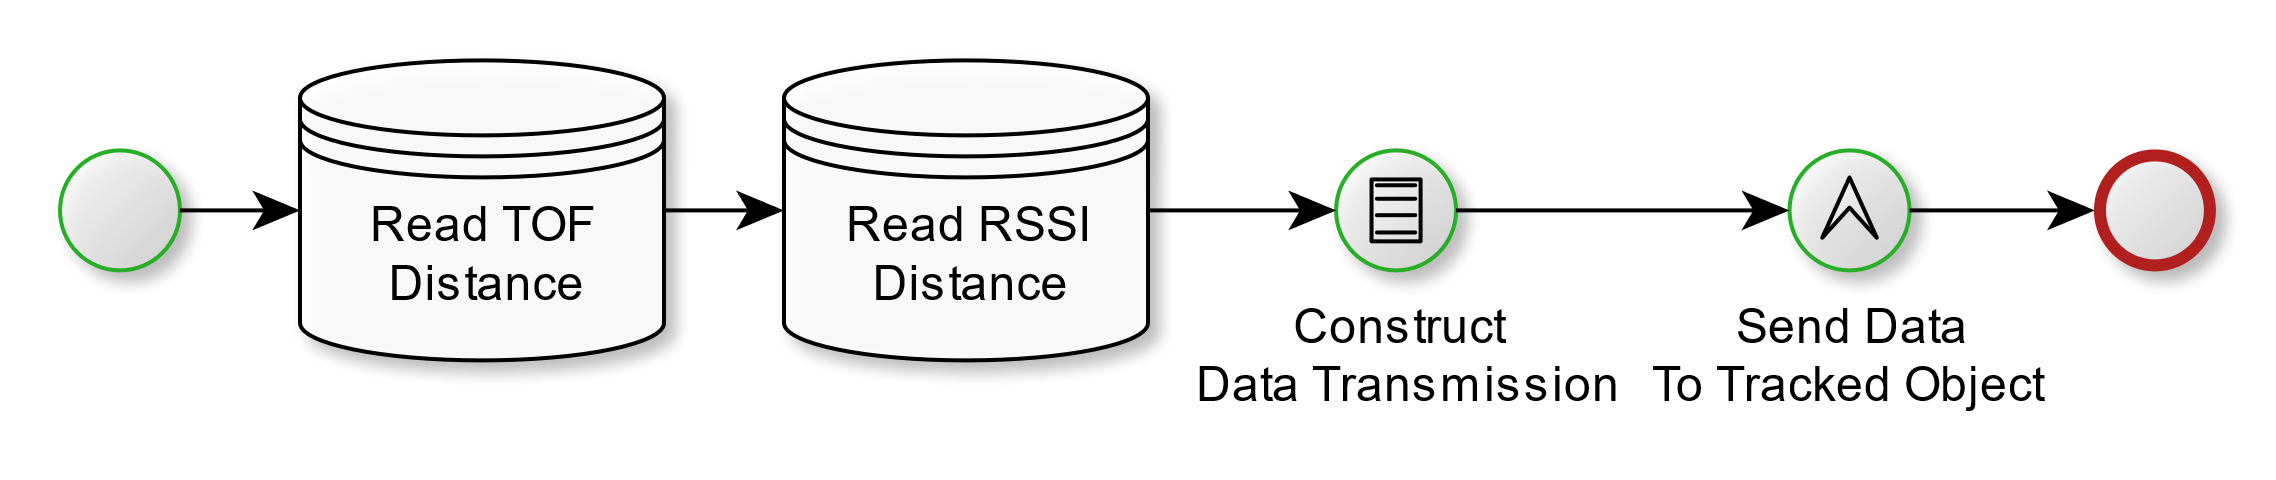 Read TOF
Distance
Read RSSI
Distance
Construct
Data Transmission
Send Data
To Tracked Object